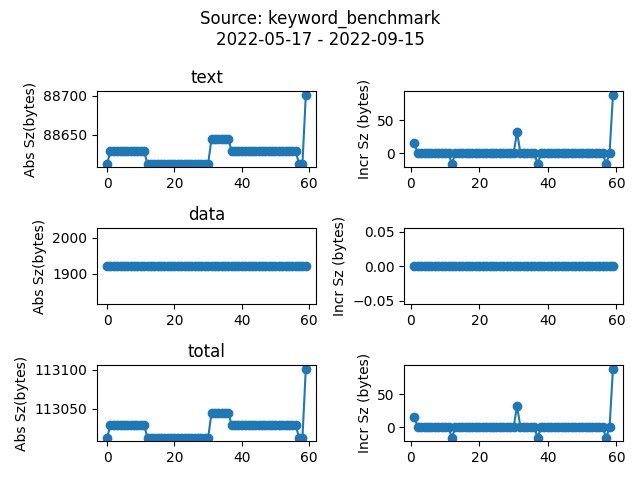 Source: keyword_benchmark
2022-05-17 - 2022-09-15
text
Abs Sz(bytes)
88700
88650
0 20 40 60
Incr Sz (bytes)
50
0
0 20 40 60
data
Abs Sz(bytes)
2000
1900
0 20 40 60
Incr Sz (bytes)
0.05
0.00
−0.05
0 20 40 60
total
Abs Sz(bytes)
113100
113050
0 20 40 60
Incr Sz (bytes)
50
0
0 20 40 60